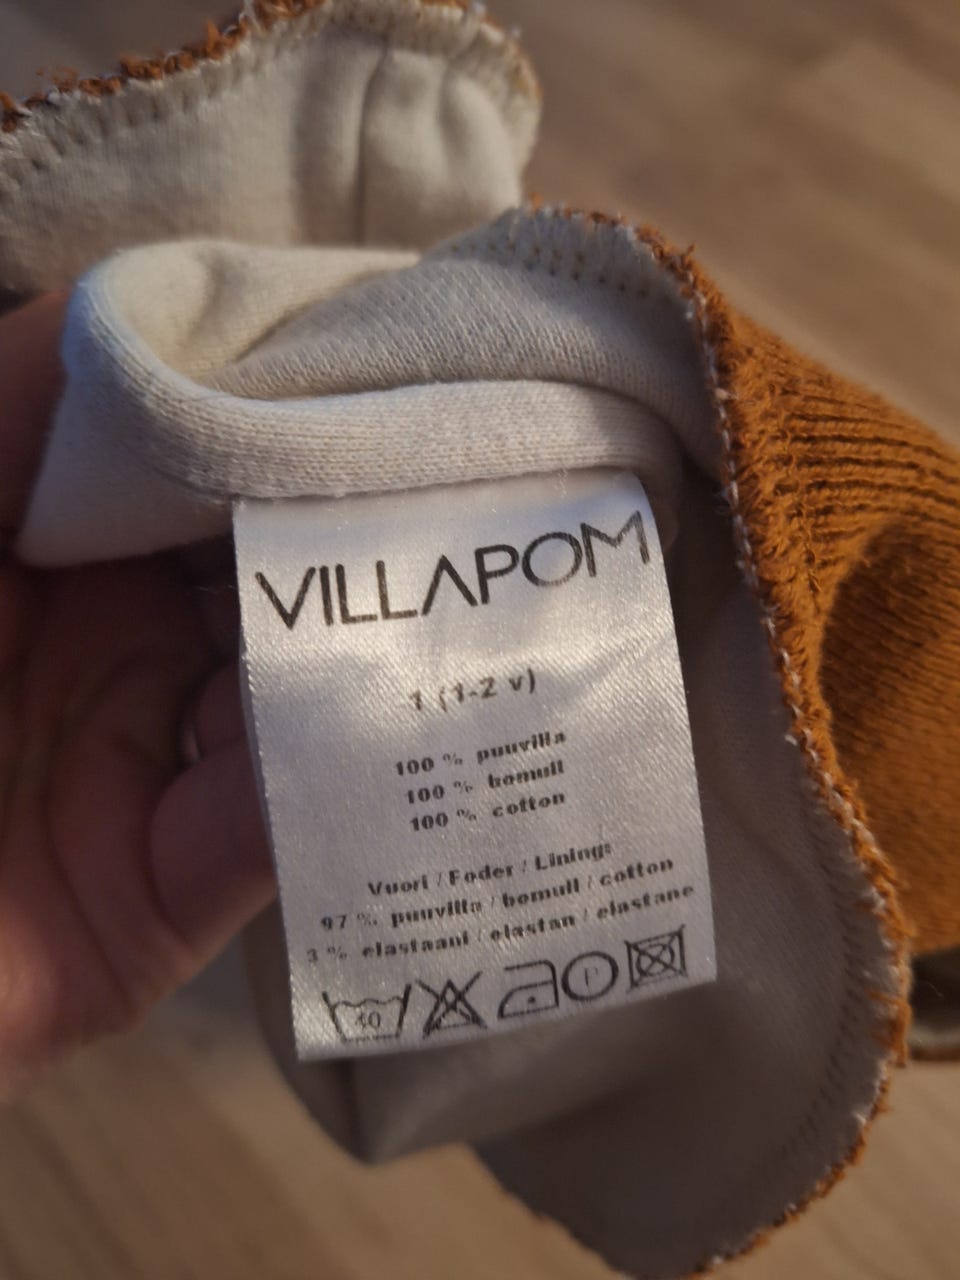 VILLAPOM
1 (1-2 v)
100 % puuvilla
100 % bomull
100 % cotton
Vuori / Foder / Lining:
97 % puuvilla / bomull / cotton
3 % elastaani / elastan / elastane
40 P